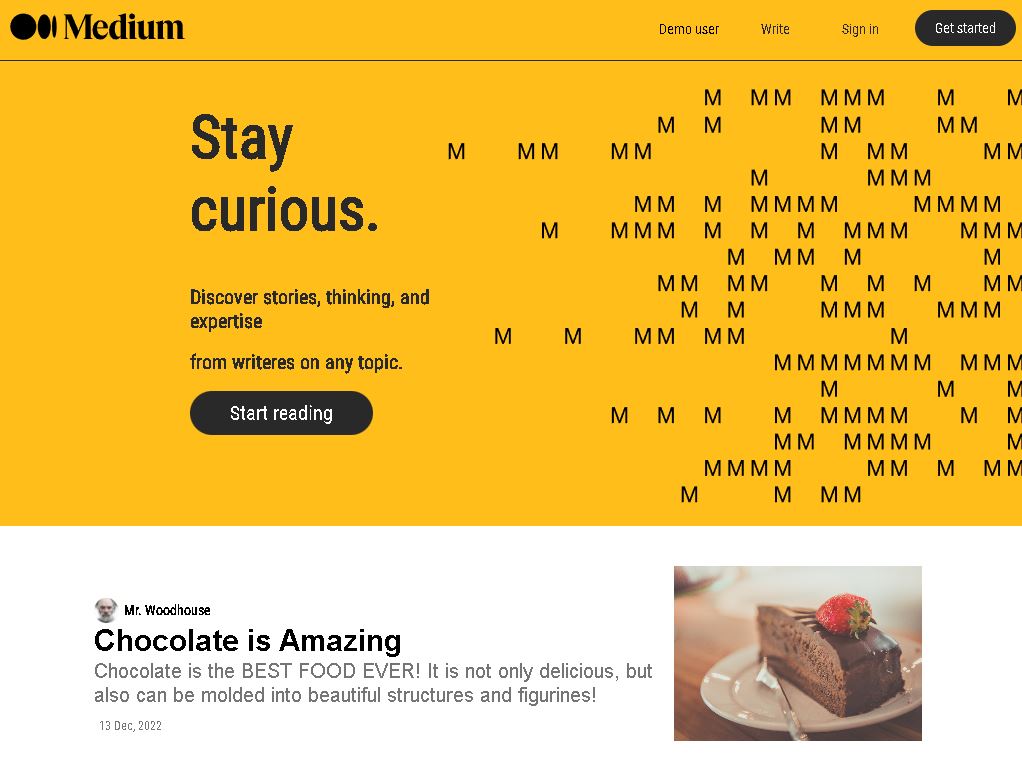 Medium
Demo user
Write
Sign in
Get started
Stay
curious.
Discover stories, thinking, and
expertise
from writeres on any topic.
Start reading
M MM MMM M M
M M MM MM
M MM MM M MM MM
M MMM
MM M MMMM MMMM
M MMM M M M MMM MMM
M MM M M
MM MM M M M MM
M M MMM MMM
M M MM MM M
MMMMMMM MMM
M M M
M M M M MMMM M M
MM MMMM M
MMMM MM M MM
M M MM
Mr. Woodhouse
Chocolate is Amazing
Chocolate is the BEST FOOD EVER! It is not only delicious, but
also can be molded into beautiful structures and figurines!
13 Dec, 2022